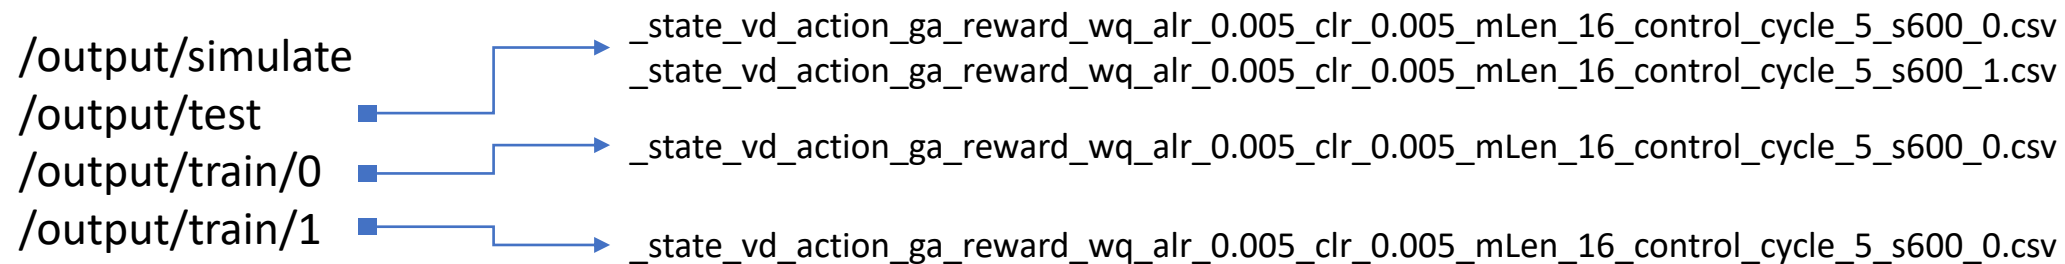 /output/simulate
/output/test
/output/train/0
/output/train/1
_state_vd_action_ga_reward_wq_alr_0.005_clr_0.005_mLen_16_control_cycle_5_s600_0.csv
_state_vd_action_ga_reward_wq_alr_0.005_clr_0.005_mLen_16_control_cycle_5_s600_1.csv
_state_vd_action_ga_reward_wq_alr_0.005_clr_0.005_mLen_16_control_cycle_5_s600_0.csv
_state_vd_action_ga_reward_wq_alr_0.005_clr_0.005_mLen_16_control_cycle_5_s600_0.csv